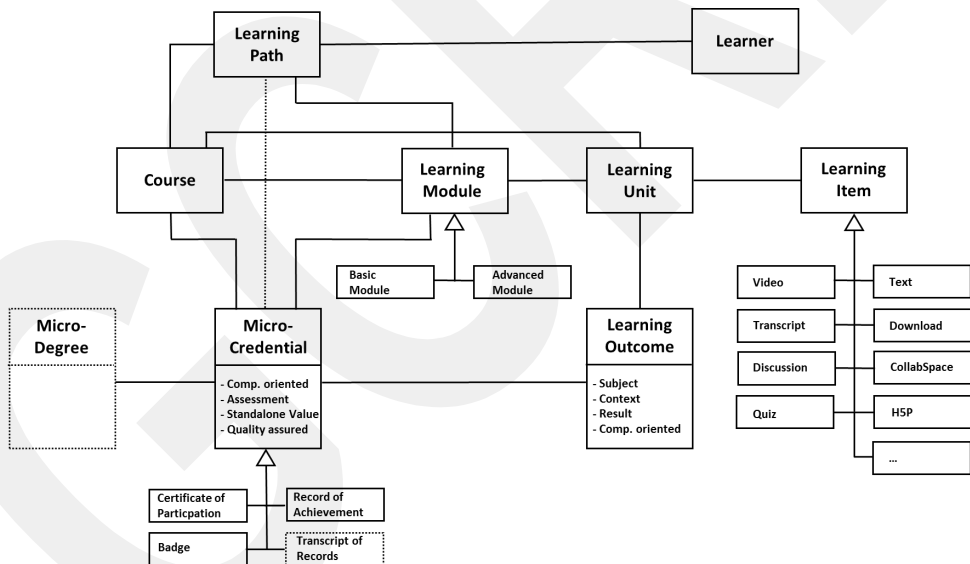 Learning
Path
Learner
Course
Learning
Module
Learning
Unit
Learning
Item
Basic
Module
Advanced
Module
Video
Text
Transcript
Download
Discussion
CollabSpace
Quiz
H5P
...
Micro-
Degree
Micro-
Credential
- Comp. oriented
- Assessment
- Standalone Value
- Quality assured
Learning
Outcome
- Subject
- Context
- Result
- Comp. oriented
Certificate of
Particpation
Record of
Achievement
Badge
Transcript of
Records